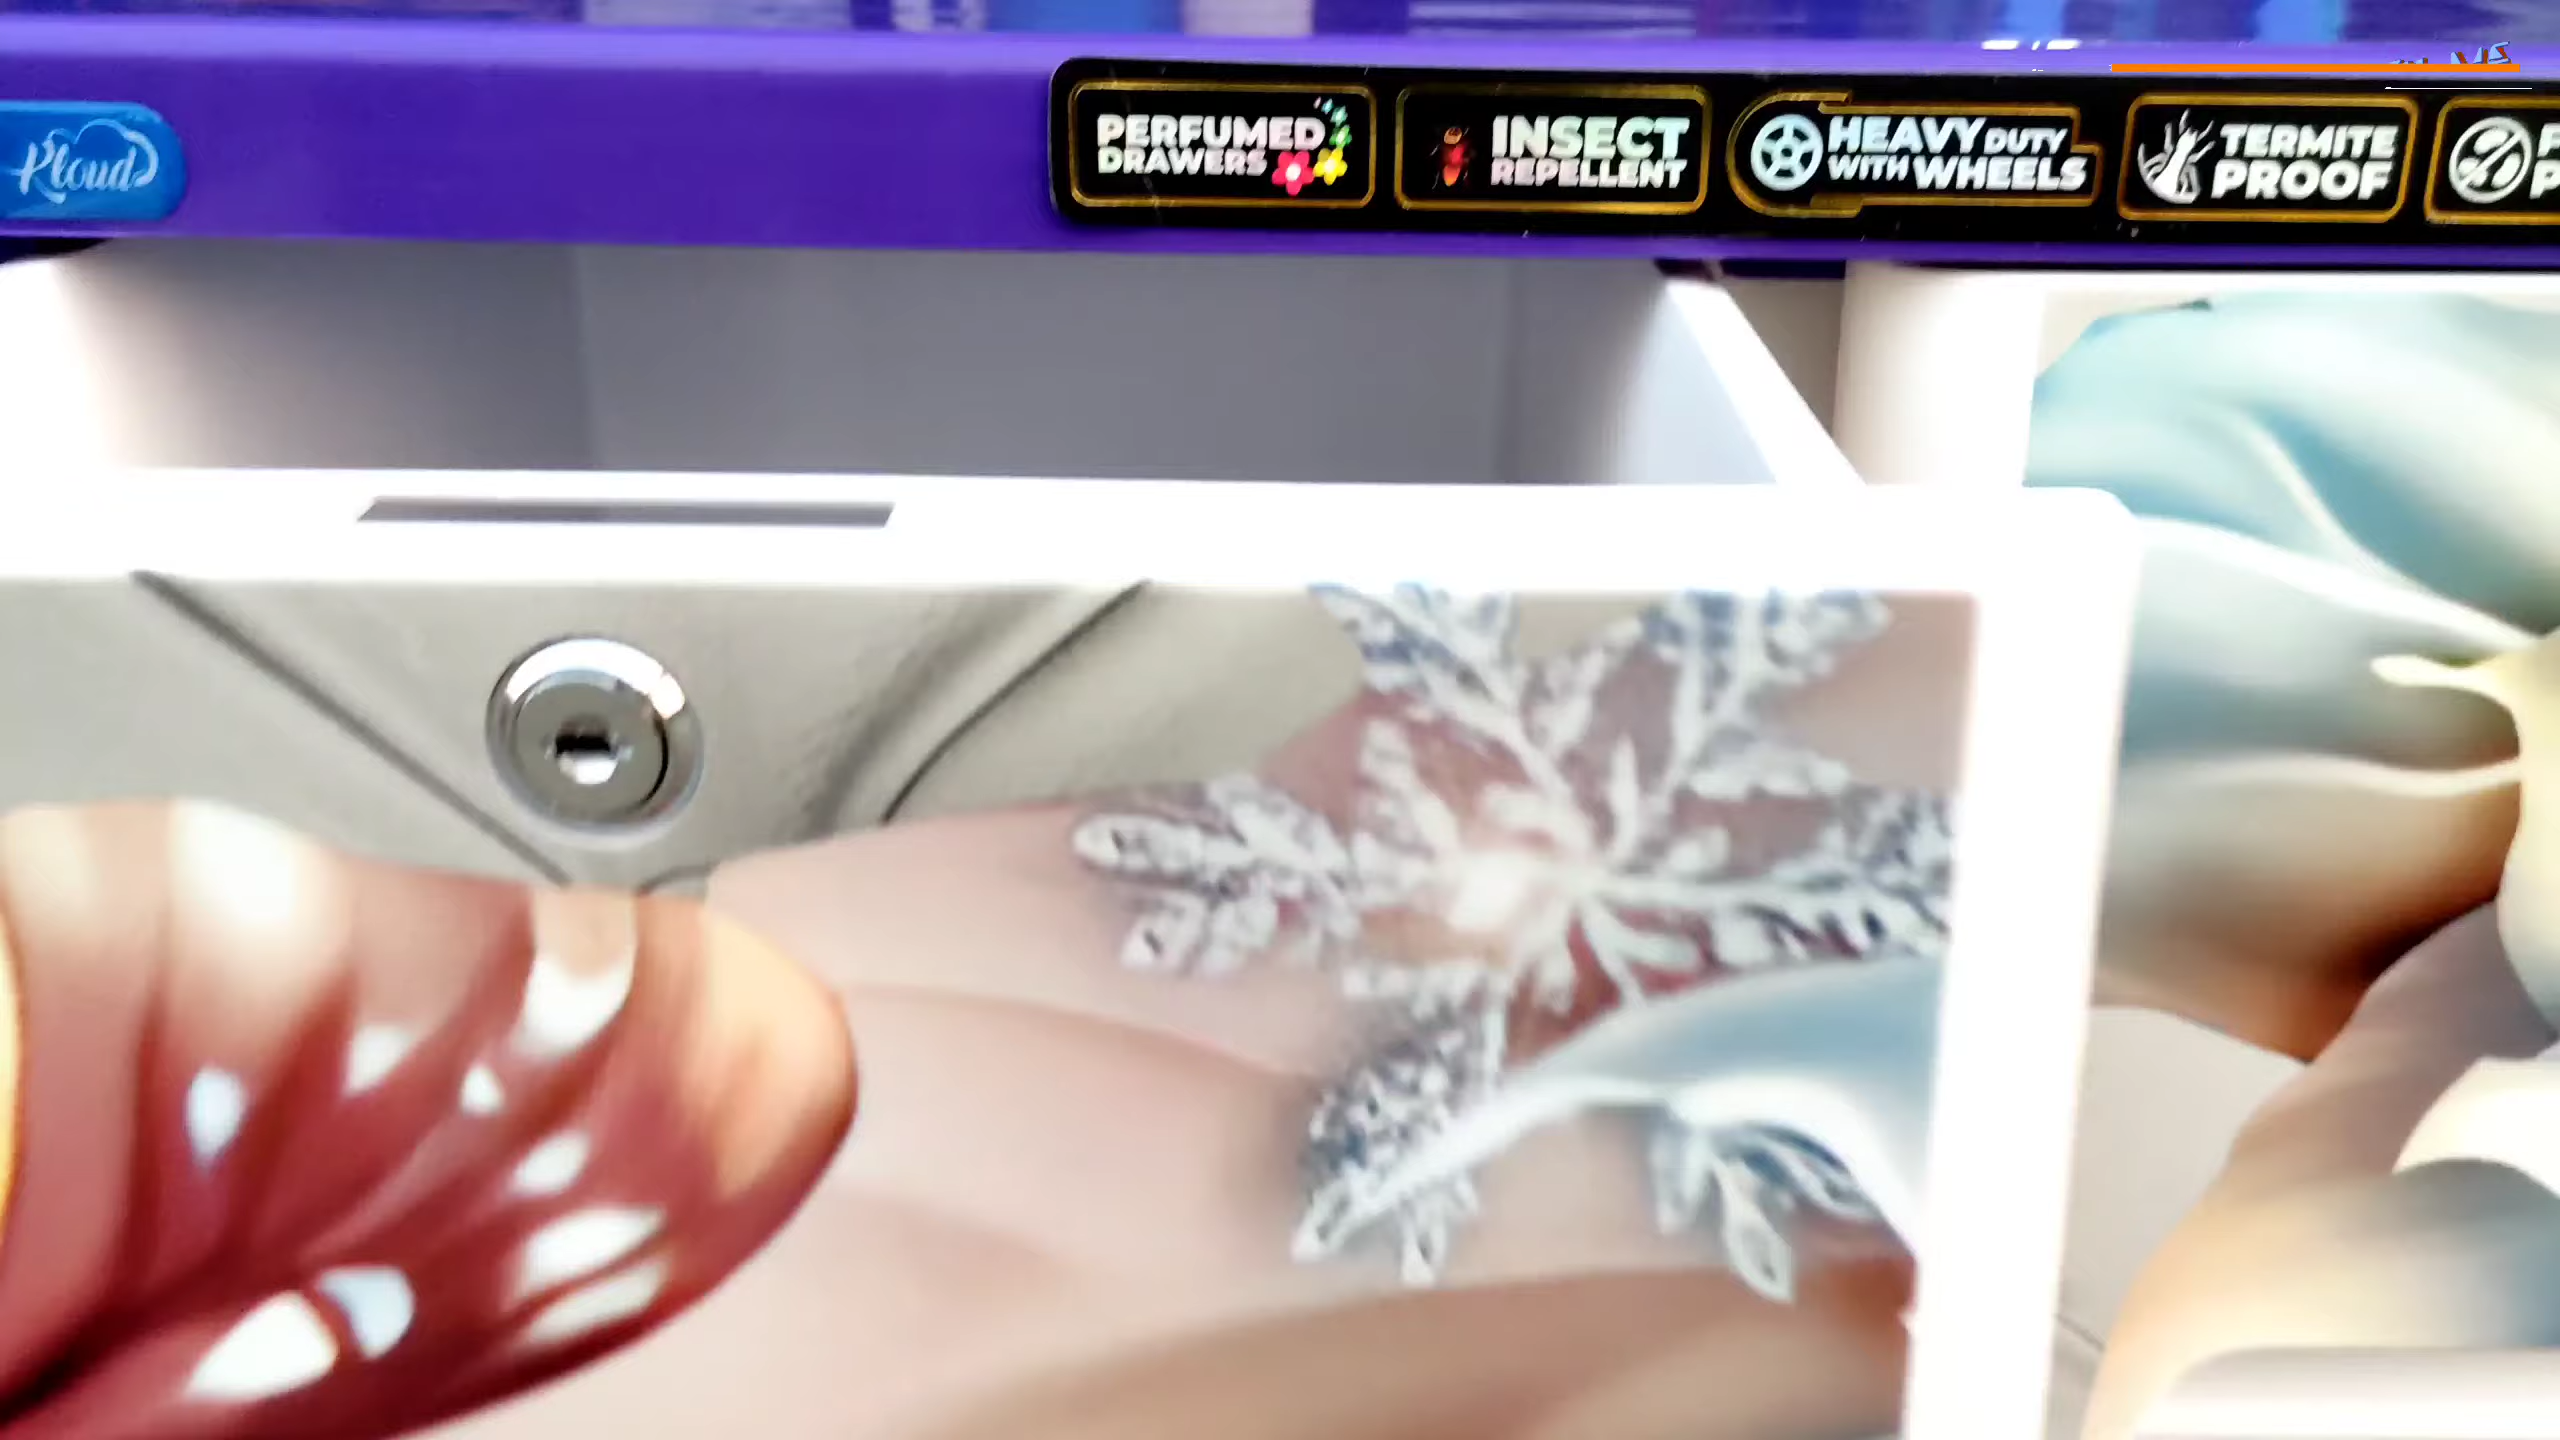 Kloud
PERFUMED
DRAWERS
INSECT
REPELLENT
HEAVY DUTY
WITH WHEELS
TERMITE
PROOF